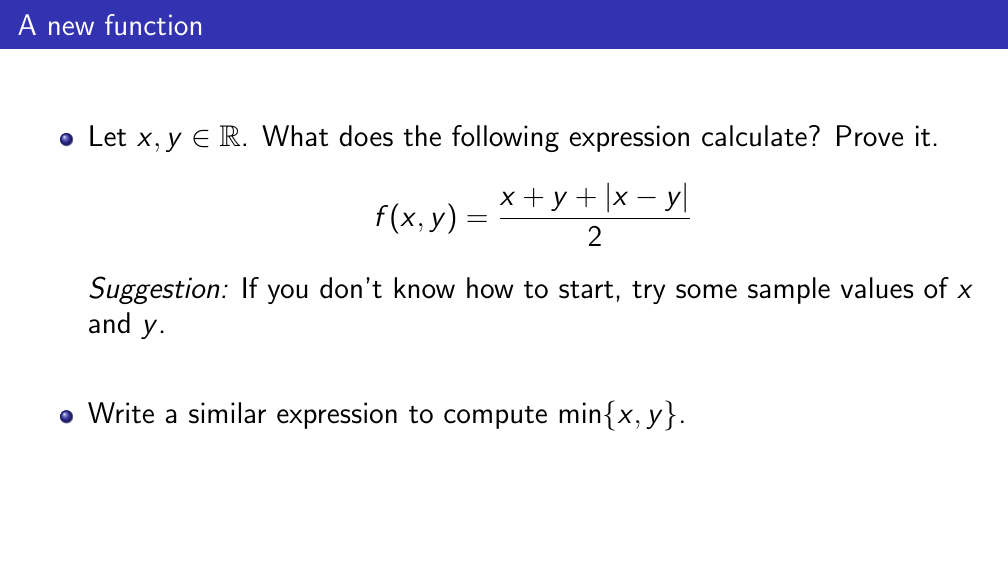 A new function
Let x, y ∈ ℝ. What does the following expression calculate? Prove it.
f(x, y) = \frac{x + y + |x − y|}{2}
Suggestion: If you don't know how to start, try some sample values of x
and y.
Write a similar expression to compute min{x, y}.